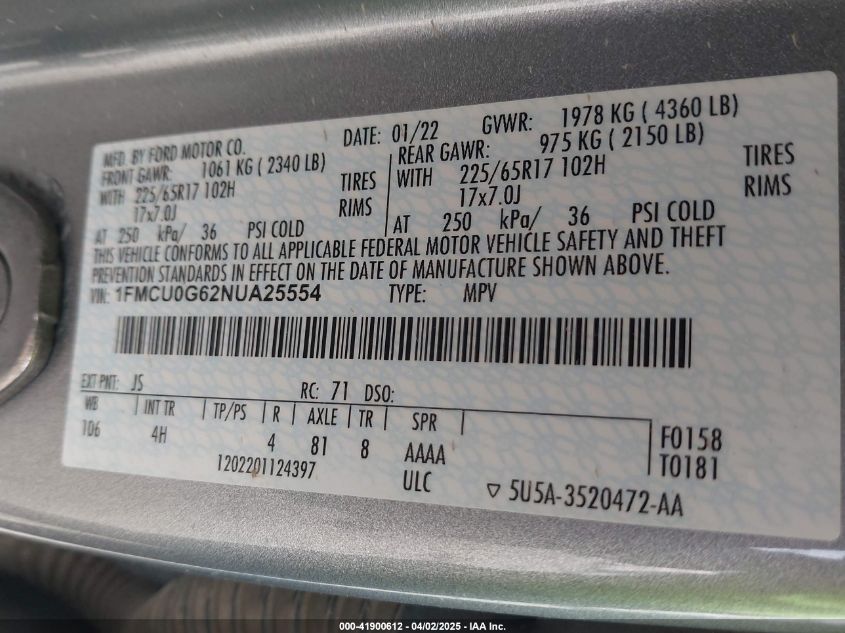 MFD. BY FORD MOTOR CO. DATE: 01/22 GVWR: 1978 KG ( 4360 LB)
FRONT GAWR: 1061 KG ( 2340 LB) REAR GAWR: 975 KG ( 2150 LB)
WITH 225/65R17 102H TIRES WITH 225/65R17 102H TIRES
17x7.0J RIMS 17x7.0J RIMS
AT 250 kPa/ 36 PSI COLD AT 250 kPa/ 36 PSI COLD
THIS VEHICLE CONFORMS TO ALL APPLICABLE FEDERAL MOTOR VEHICLE SAFETY AND THEFT
PREVENTION STANDARDS IN EFFECT ON THE DATE OF MANUFACTURE SHOWN ABOVE.
VIN: 1FMCU0G62NUA25554 TYPE: MPV
EXT PNT: JS RC: 71 DSO:
WB INT TR TP/PS R AXLE TR SPR
106 4H 4 81 8 AAAA F0158
1202201124397 ULC T0181
5U5A-3520472-AA
000-41900612 - 04/02/2025 - IAA Inc.